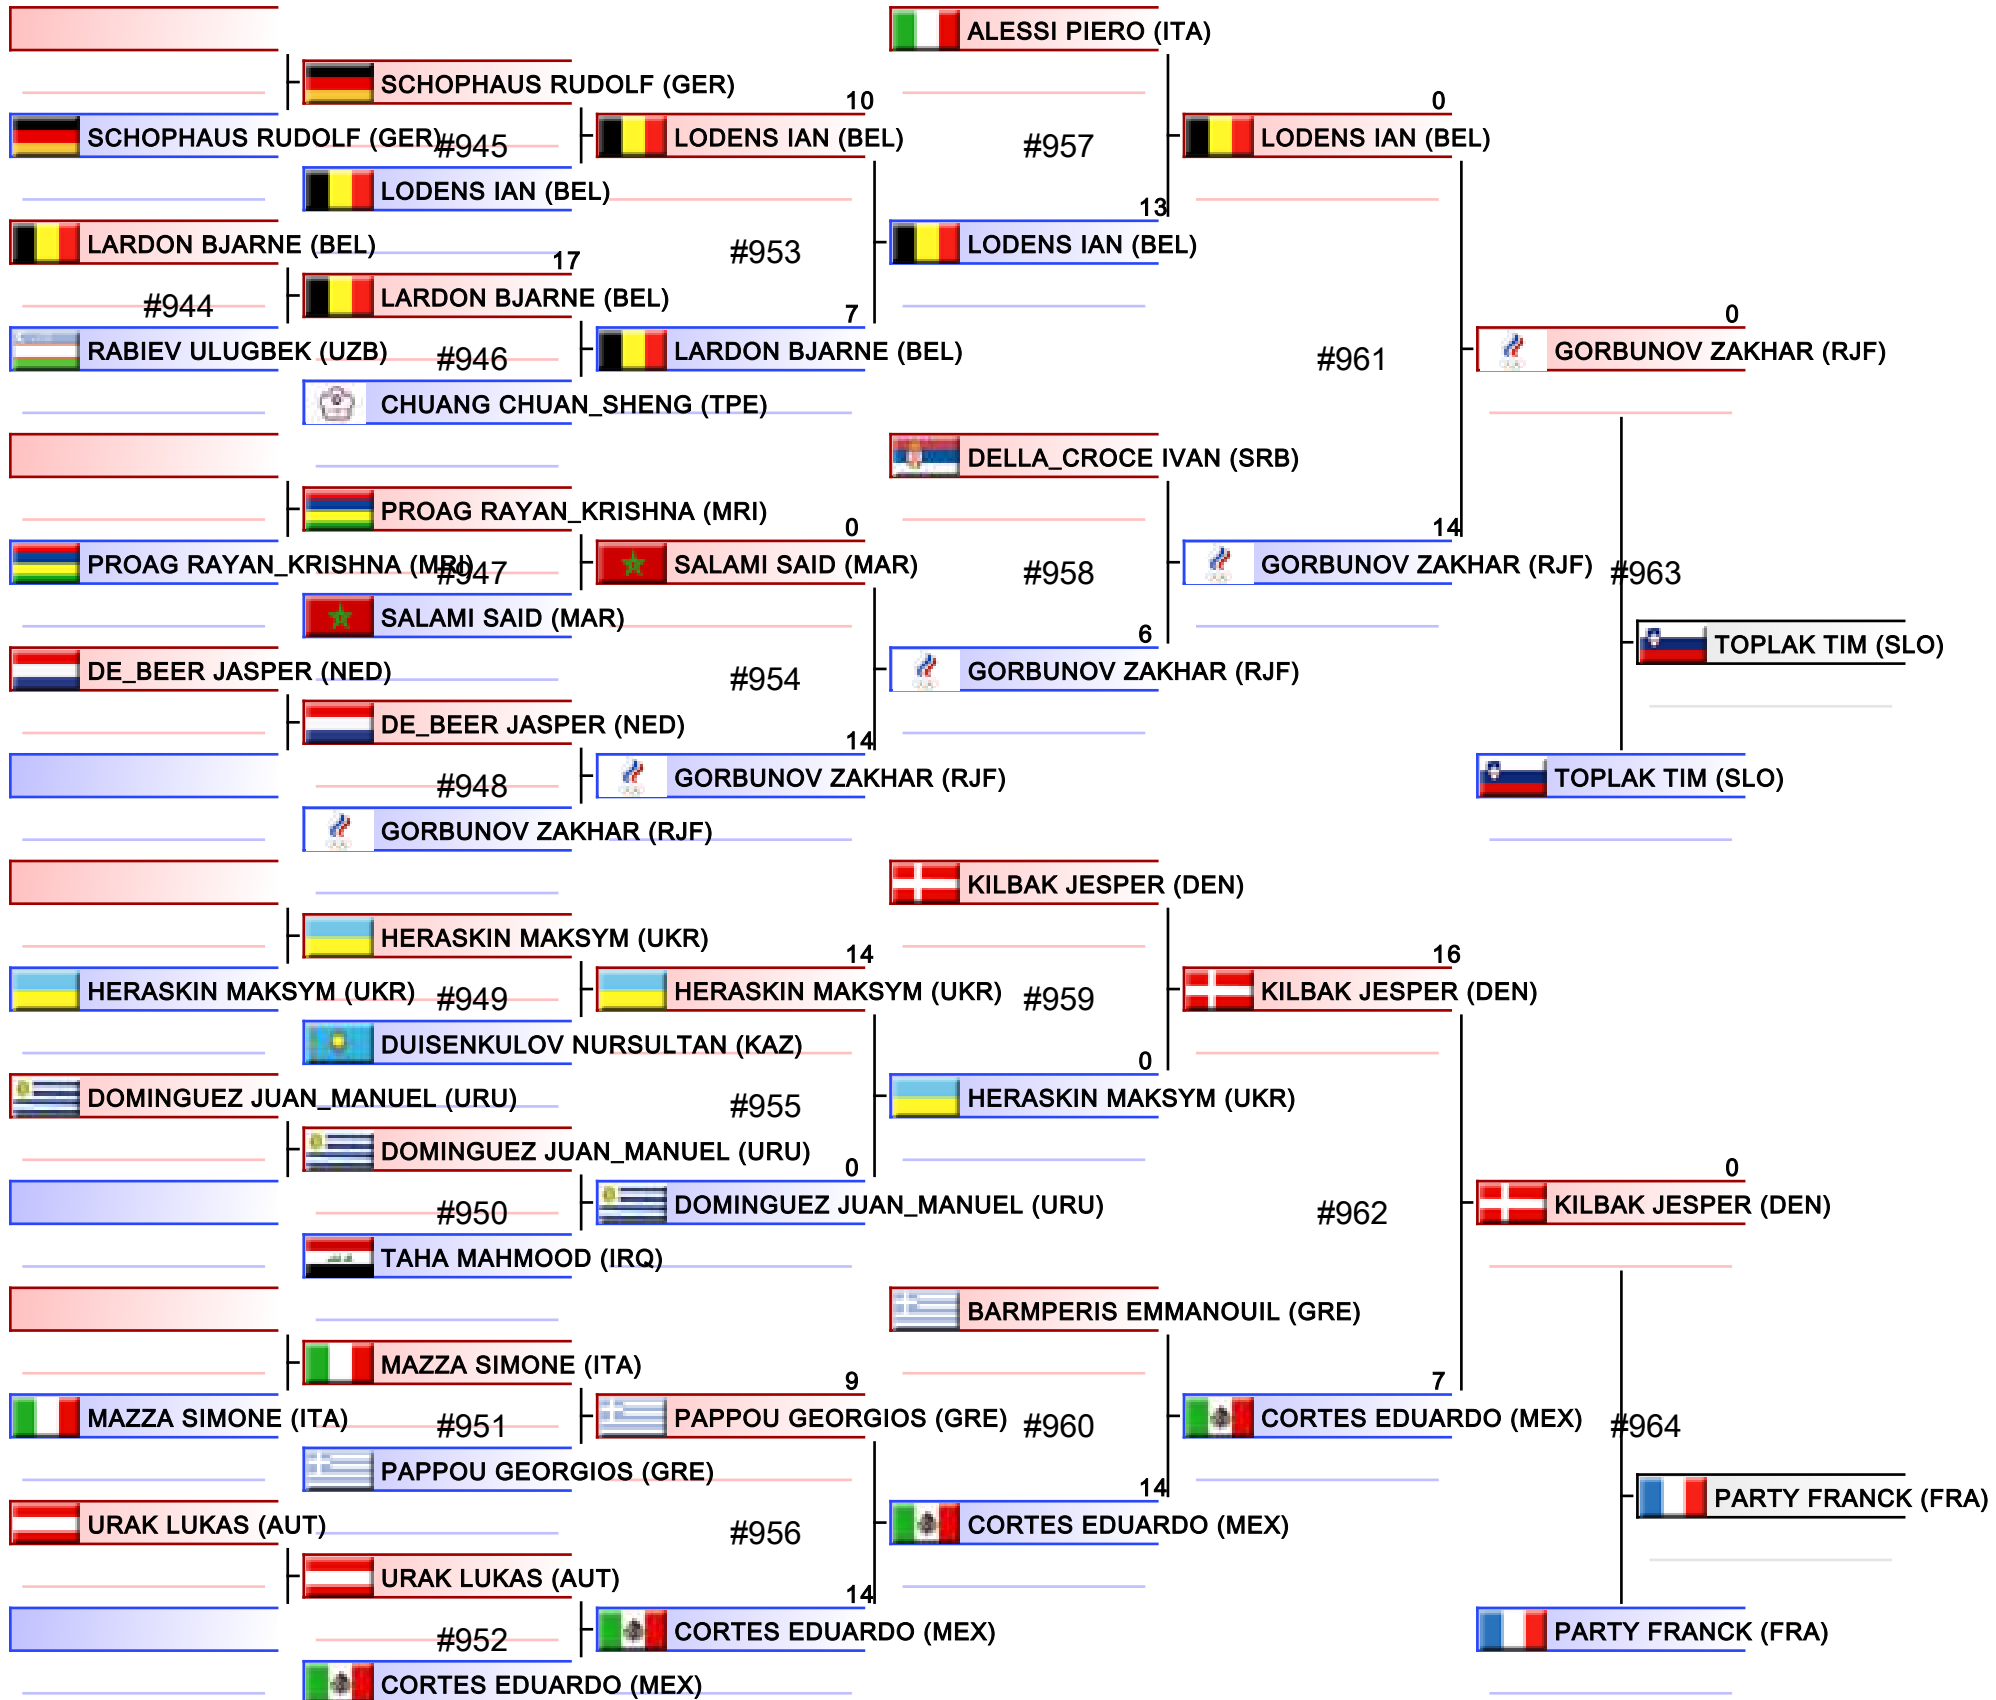 ALESSI PIERO (ITA)
SCHOPHAUS RUDOLF (GER)
10
0
SCHOPHAUS RUDOLF (GER)
#945
LODENS IAN (BEL)
#957
LODENS IAN (BEL)
LODENS IAN (BEL)
13
LARDON BJARNE (BEL)
#953
LODENS IAN (BEL)
17
#944
LARDON BJARNE (BEL)
7
0
RABIEV ULUGBEK (UZB)
#946
LARDON BJARNE (BEL)
#961
GORBUNOV ZAKHAR (RJF)
CHUANG CHUAN_SHENG (TPE)
DELLA_CROCE IVAN (SRB)
PROAG RAYAN_KRISHNA (MRI)
0
14
PROAG RAYAN_KRISHNA (MRI)
#947
SALAMI SAID (MAR)
#958
GORBUNOV ZAKHAR (RJF)
#963
SALAMI SAID (MAR)
6
TOPLAK TIM (SLO)
DE_BEER JASPER (NED)
#954
GORBUNOV ZAKHAR (RJF)
DE_BEER JASPER (NED)
14
#948
GORBUNOV ZAKHAR (RJF)
TOPLAK TIM (SLO)
GORBUNOV ZAKHAR (RJF)
KILBAK JESPER (DEN)
HERASKIN MAKSYM (UKR)
14
16
HERASKIN MAKSYM (UKR)
#949
HERASKIN MAKSYM (UKR)
#959
KILBAK JESPER (DEN)
DUISENKULOV NURSULTAN (KAZ)
0
DOMINGUEZ JUAN_MANUEL (URU)
#955
HERASKIN MAKSYM (UKR)
DOMINGUEZ JUAN_MANUEL (URU)
0
0
#950
DOMINGUEZ JUAN_MANUEL (URU)
#962
KILBAK JESPER (DEN)
TAHA MAHMOOD (IRQ)
BARMPERIS EMMANOUIL (GRE)
MAZZA SIMONE (ITA)
9
7
MAZZA SIMONE (ITA)
#951
PAPPOU GEORGIOS (GRE)
#960
CORTES EDUARDO (MEX)
#964
PAPPOU GEORGIOS (GRE)
14
PARTY FRANCK (FRA)
URAK LUKAS (AUT)
#956
CORTES EDUARDO (MEX)
URAK LUKAS (AUT)
14
#952
CORTES EDUARDO (MEX)
PARTY FRANCK (FRA)
CORTES EDUARDO (MEX)